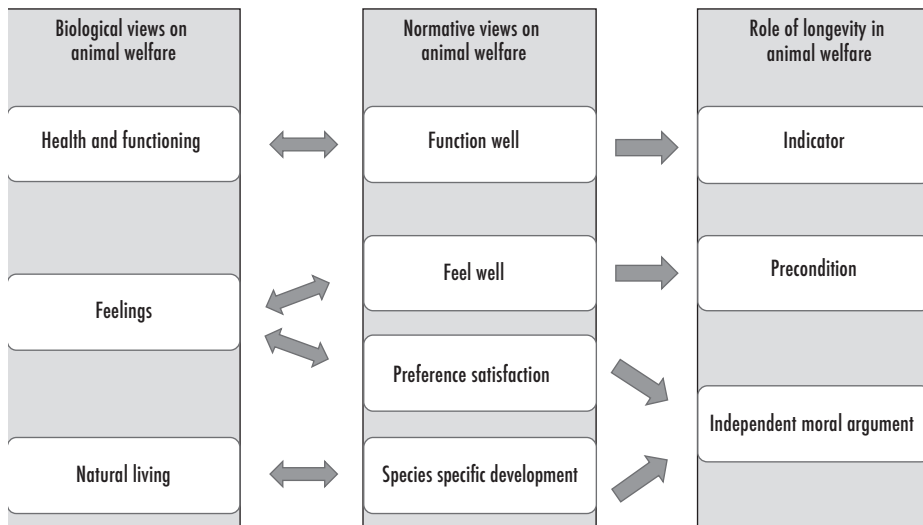 Biological views on
animal welfare
Health and functioning
Feelings
Natural living
Normative views on
animal welfare
Function well
Feel well
Preference satisfaction
Species specific development
Role of longevity in
animal welfare
Indicator
Precondition
Independent moral argument